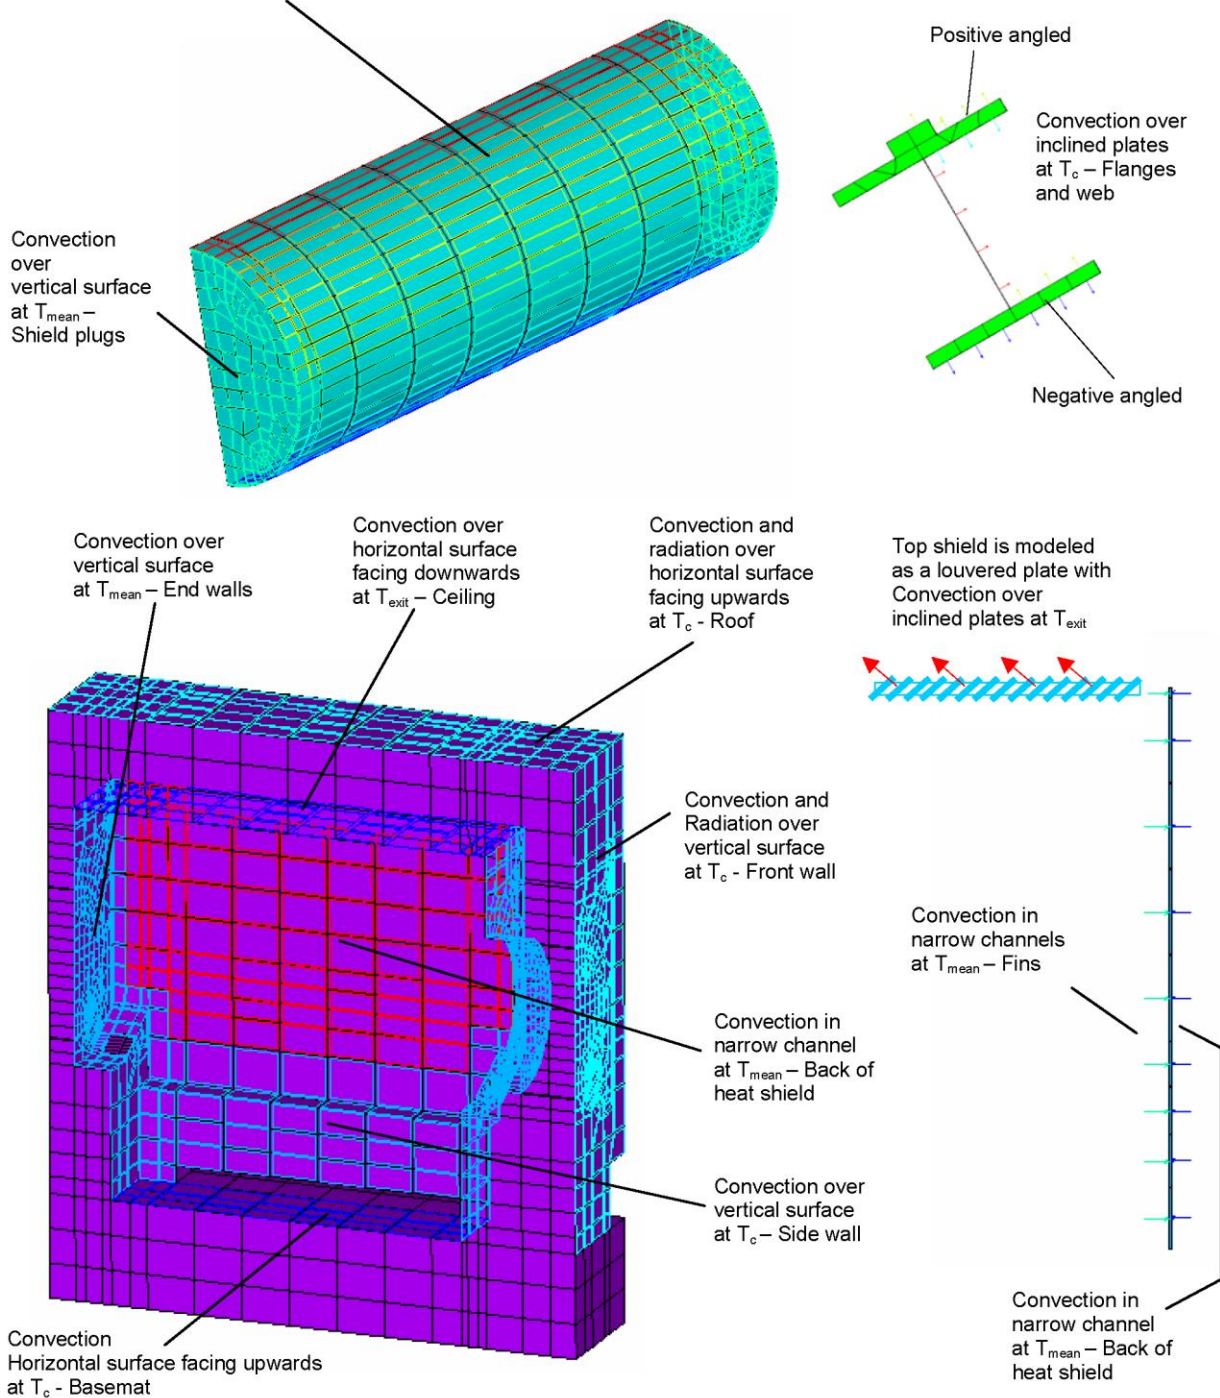 Positive angled
Convection over
inclined plates
at Tc – Flanges
and web
Convection
over
vertical surface
at Tmean –
Shield plugs
Negative angled
Convection over
vertical surface
at Tmean – End walls
Convection over
horizontal surface
facing downwards
at Texit – Ceiling
Convection and
radiation over
horizontal surface
facing upwards
at Tc - Roof
Top shield is modeled
as a louvered plate with
Convection over
inclined plates at Texit
Convection and
Radiation over
vertical surface
at Tc - Front wall
Convection in
narrow channels
at Tmean – Fins
Convection in
narrow channel
at Tmean – Back of
heat shield
Convection over
vertical surface
at Tc – Side wall
Convection in
narrow channel
at Tmean – Back of
heat shield
Convection
Horizontal surface facing upwards
at Tc - Basemat